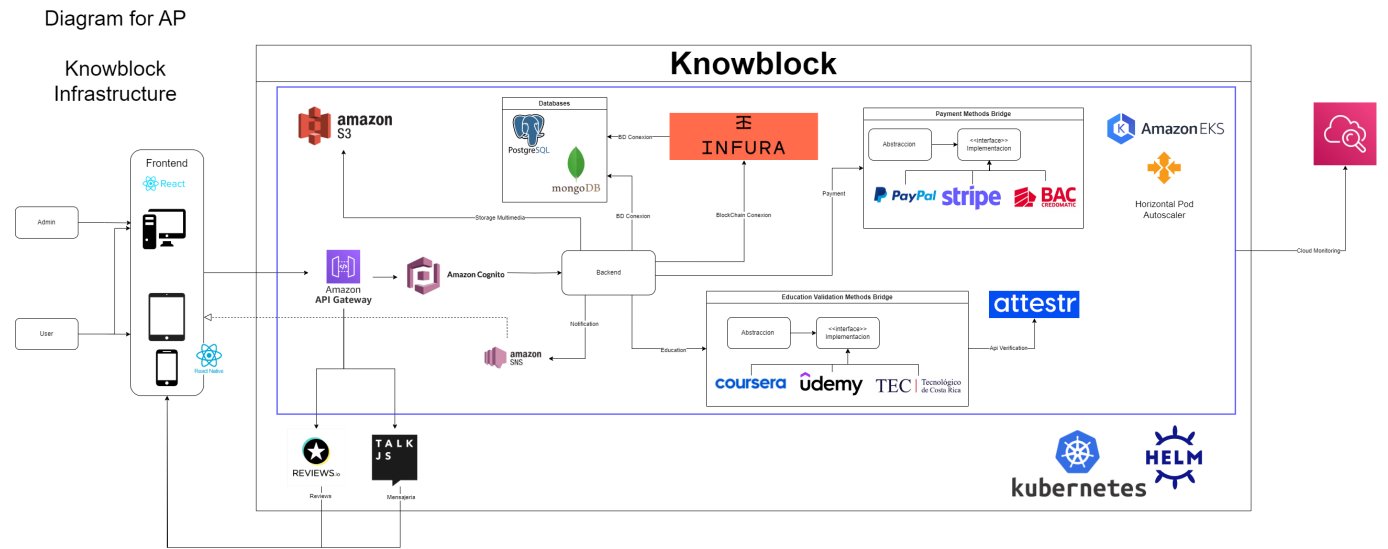 Diagram for AP
Knowblock
Infrastructure
Knowblock
Frontend
React
Admin
User
React Native
amazon
S3
Storage Multimedia
Databases
PostgreSQL
mongoDB
BD Conexion
BD Conexion
INFURA
BlockChain Conexion
Payment
Payment Methods Bridge
Abstraccion
<<interface>>
Implementacion
PayPal
stripe
BAC
CREDOMATIC
Amazon EKS
Horizontal Pod
Autoscaler
Cloud Monitoring
Amazon
API Gateway
Amazon Cognito
Backend
Notification
amazon
SNS
Education
Education Validation Methods Bridge
Abstraccion
<<interface>>
Implementacion
coursera
ûdemy
TEC | Tecnológico
de Costa Rica
Api Verification
attestr
REVIEWS.io
Reviews
TALK
JS
Mensajeria
kubernetes
HELM